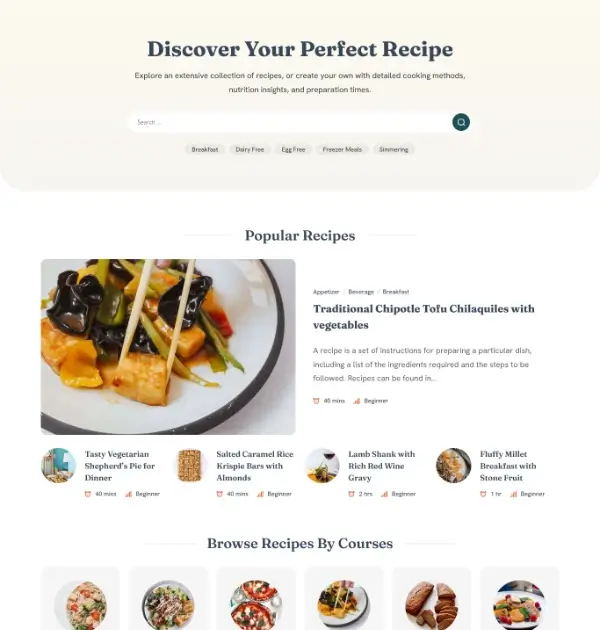 Discover Your Perfect Recipe
Explore an extensive collection of recipes, or create your own with detailed cooking methods,
nutrition insights, and preparation times.
Search ...
Breakfast Dairy Free Egg Free Freezer Meals Simmering
Popular Recipes
Appetizer / Beverage / Breakfast
Traditional Chipotle Tofu Chilaquiles with
vegetables
A recipe is a set of instructions for preparing a particular dish,
including a list of the ingredients required and the steps to be
followed. Recipes can be found in...
40 mins Beginner
Tasty Vegetarian
Shepherd's Pie for
Dinner
40 mins Beginner
Salted Caramel Rice
Krispie Bars with
Almonds
40 mins Beginner
Lamb Shank with
Rich Red Wine
Gravy
2 hrs Beginner
Fluffy Millet
Breakfast with
Stone Fruit
1 hr Beginner
Browse Recipes By Courses